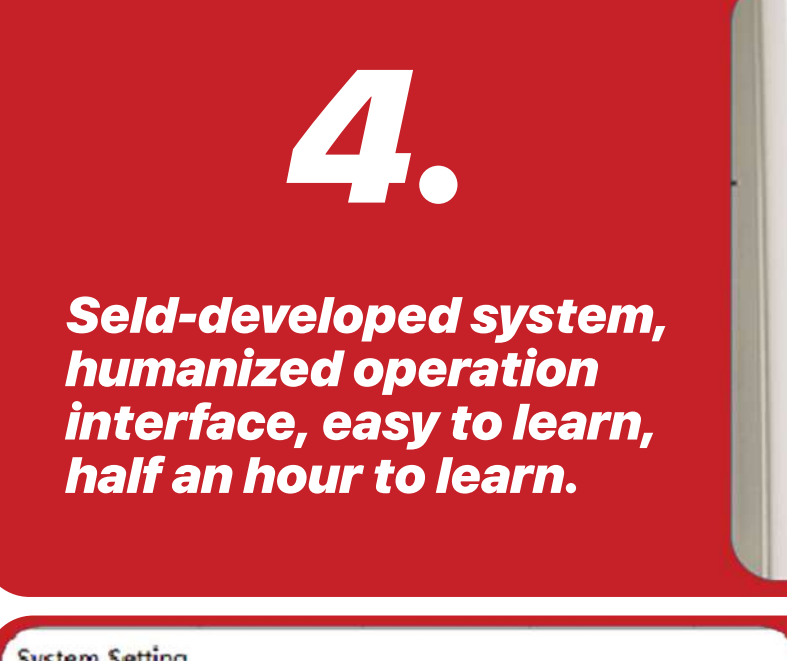 4.
Seld-developed system,
humanized operation
interface, easy to learn,
half an hour to learn.
System Setting